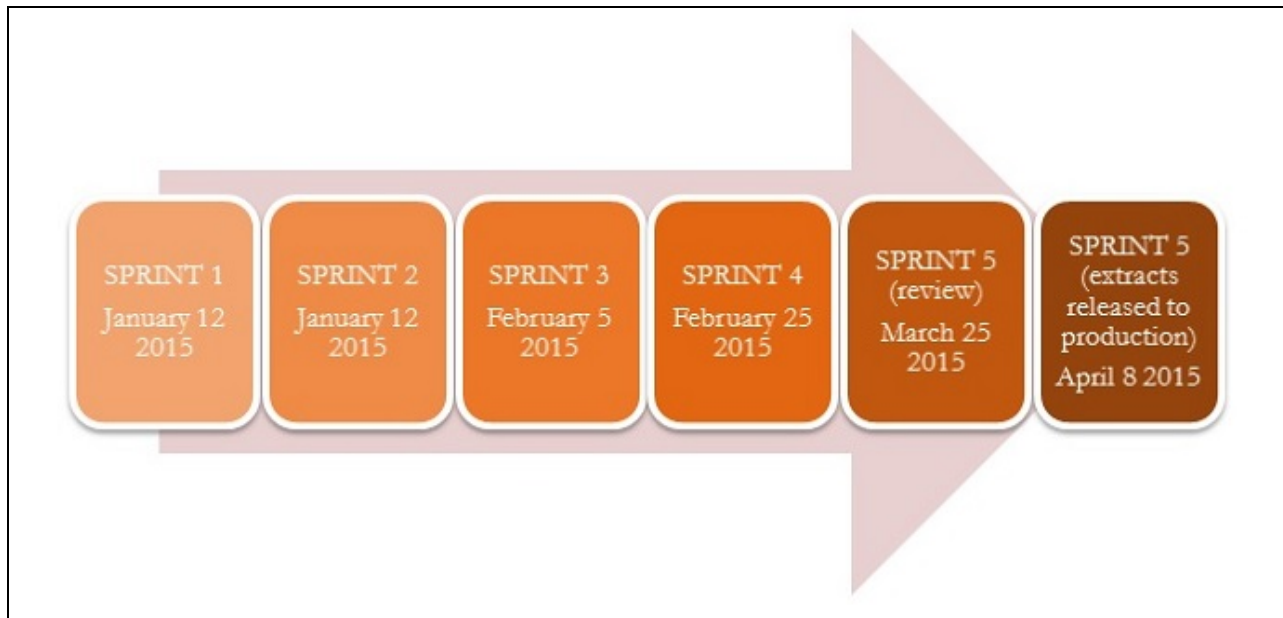 SPRINT 1
January 12
2015
SPRINT 2
January 12
2015
SPRINT 3
February 5
2015
SPRINT 4
February 25
2015
SPRINT 5
(review)
March 25
2015
SPRINT 5
(extracts
released to
production)
April 8 2015